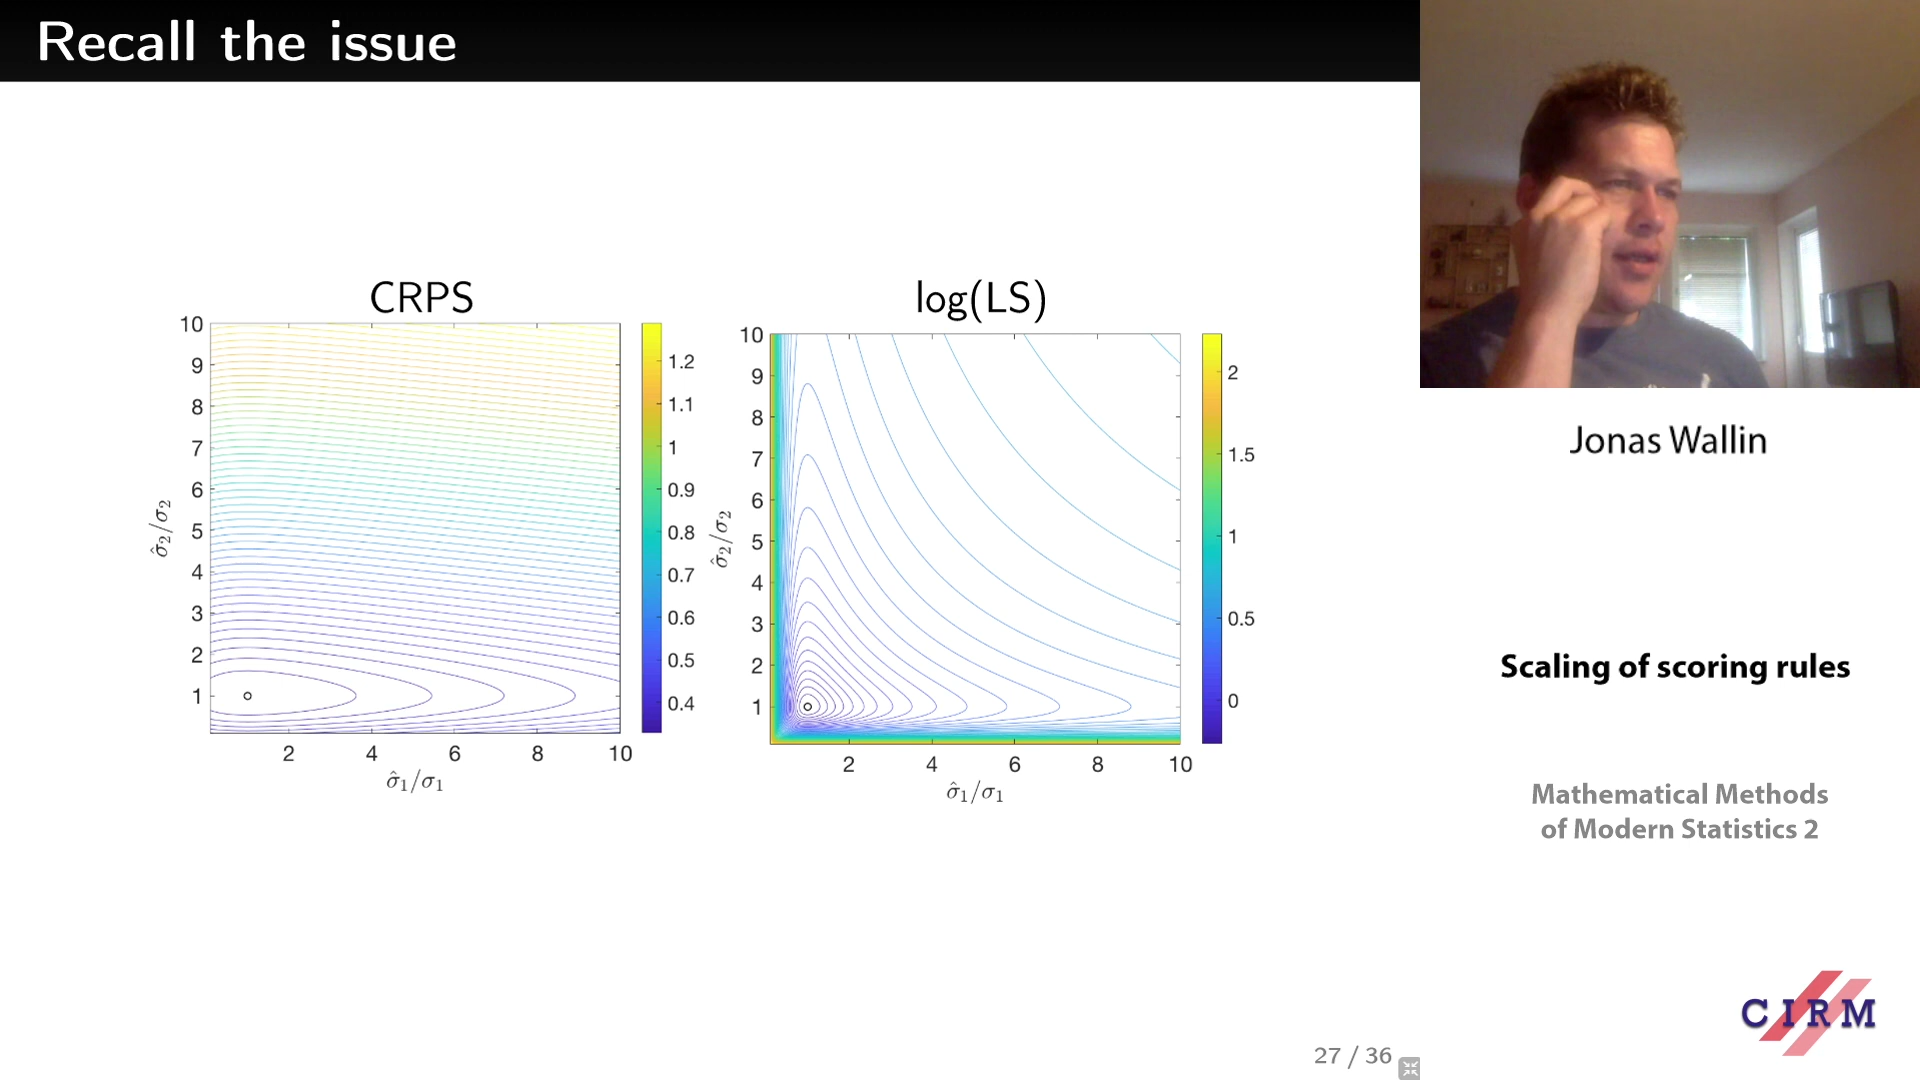 Recall the issue
CRPS
10
9
8
7
6
5
4
3
2
1
2 4 6 8 10
σ̂₂/σ₂
σ̂₁/σ₁
1.2
1.1
1
0.9
0.8
0.7
0.6
0.5
0.4
log(LS)
10
9
8
7
6
5
4
3
2
1
2 4 6 8 10
σ̂₂/σ₂
σ̂₁/σ₁
2
1.5
1
0.5
0
27 / 36
Jonas Wallin
Scaling of scoring rules
Mathematical Methods
of Modern Statistics 2
CIRM